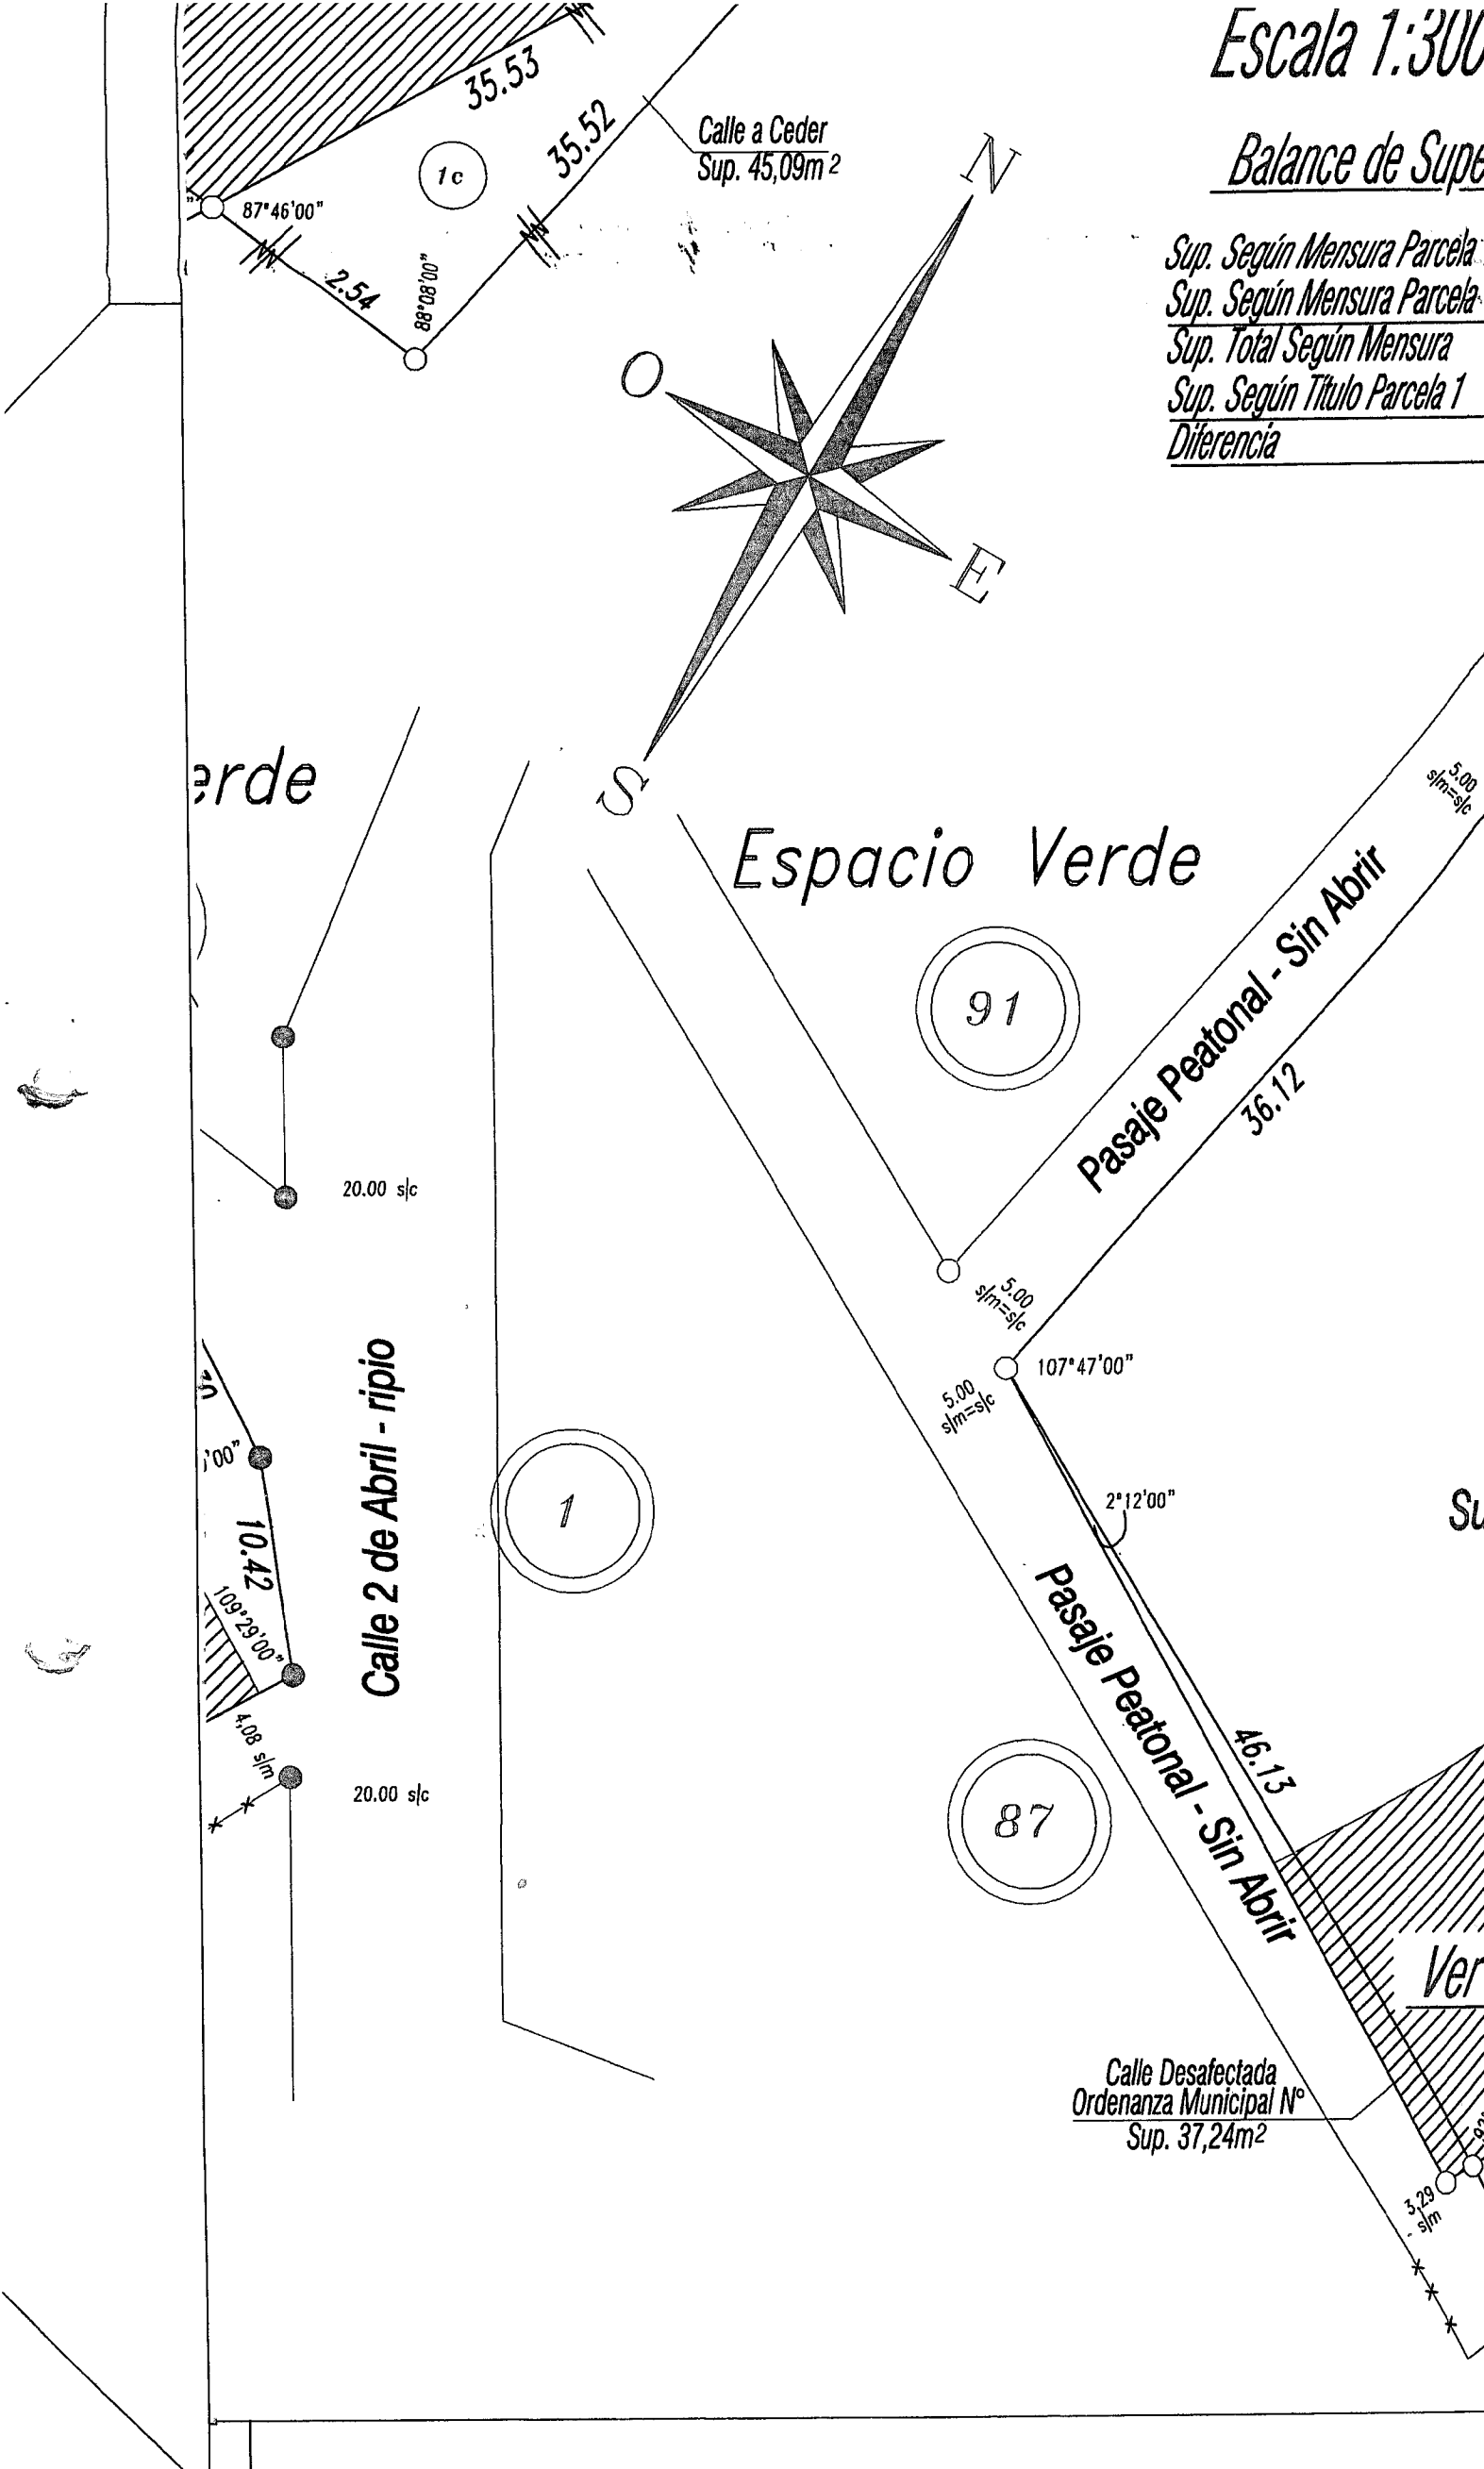 Escala 1:300
Balance de Supe
Sup. Según Mensura Parcela
Sup. Según Mensura Parcela
Sup. Total Según Mensura
Sup. Según Título Parcela 1
Diferencia
35.53
35.52
1c
Calle a Ceder
Sup. 45,09m2
87°46'00"
2.54
88°08'00"
N
O
E
S
erde
Espacio Verde
91
5.00
s/m=s/c
Pasaje Peatonal - Sin Abrir
36.12
20.00 s/c
5.00
s/m=s/c
107°47'00"
5.00
s/m=s/c
Calle 2 de Abril - ripio
'00"
10.42
109°29'00"
4,08 s/m
1
2°12'00"
Su
Pasaje Peatonal - Sin Abrir
46.13
20.00 s/c
87
Ver
Calle Desafectada
Ordenanza Municipal N°
Sup. 37,24m2
3,29
s/m